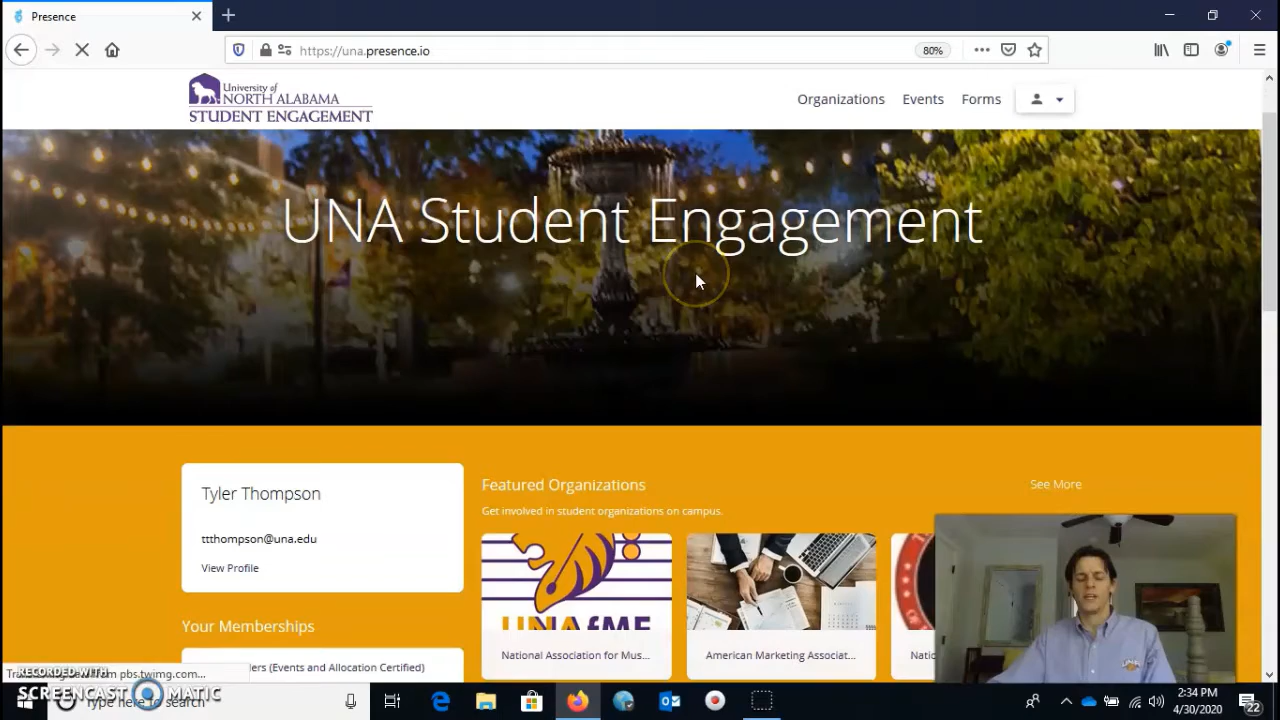 Presence
https://una.presence.io
80%
University of
NORTH ALABAMA
STUDENT ENGAGEMENT
Organizations
Events
Forms
UNA Student Engagement
Tyler Thompson
ttthompson@una.edu
View Profile
Your Memberships
(Events and Allocation Certified)
Featured Organizations
See More
Get involved in student organizations on campus.
National Association for Mus...
American Marketing Associat...
pbs.twimg.com...
RECORDED WITH
SCREENCAST MATIC
Type here to search
2:34 PM
4/30/2020
22